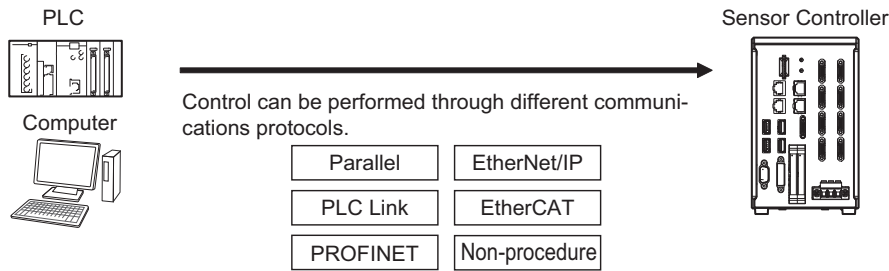 PLC
Sensor Controller
Computer
Control can be performed through different communi-
cations protocols.
Parallel
EtherNet/IP
PLC Link
EtherCAT
PROFINET
Non-procedure